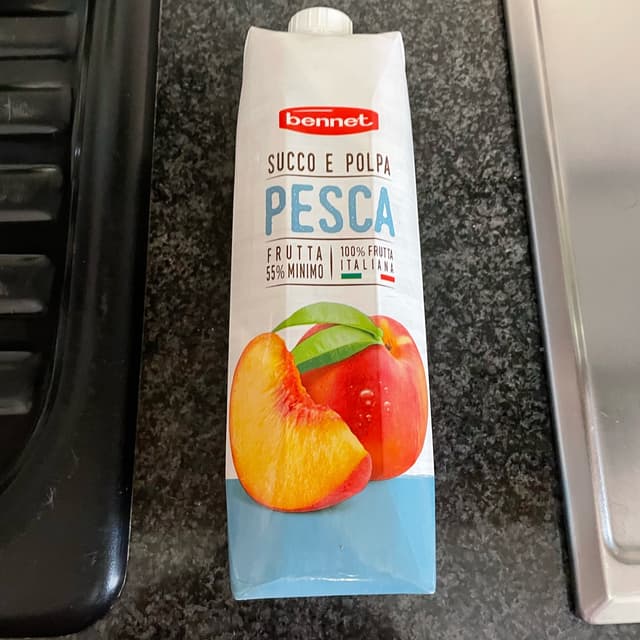 bennet
SUCCO E POLPA
PESCA
FRUTTA
55% MINIMO
100% FRUTTA
ITALIANA